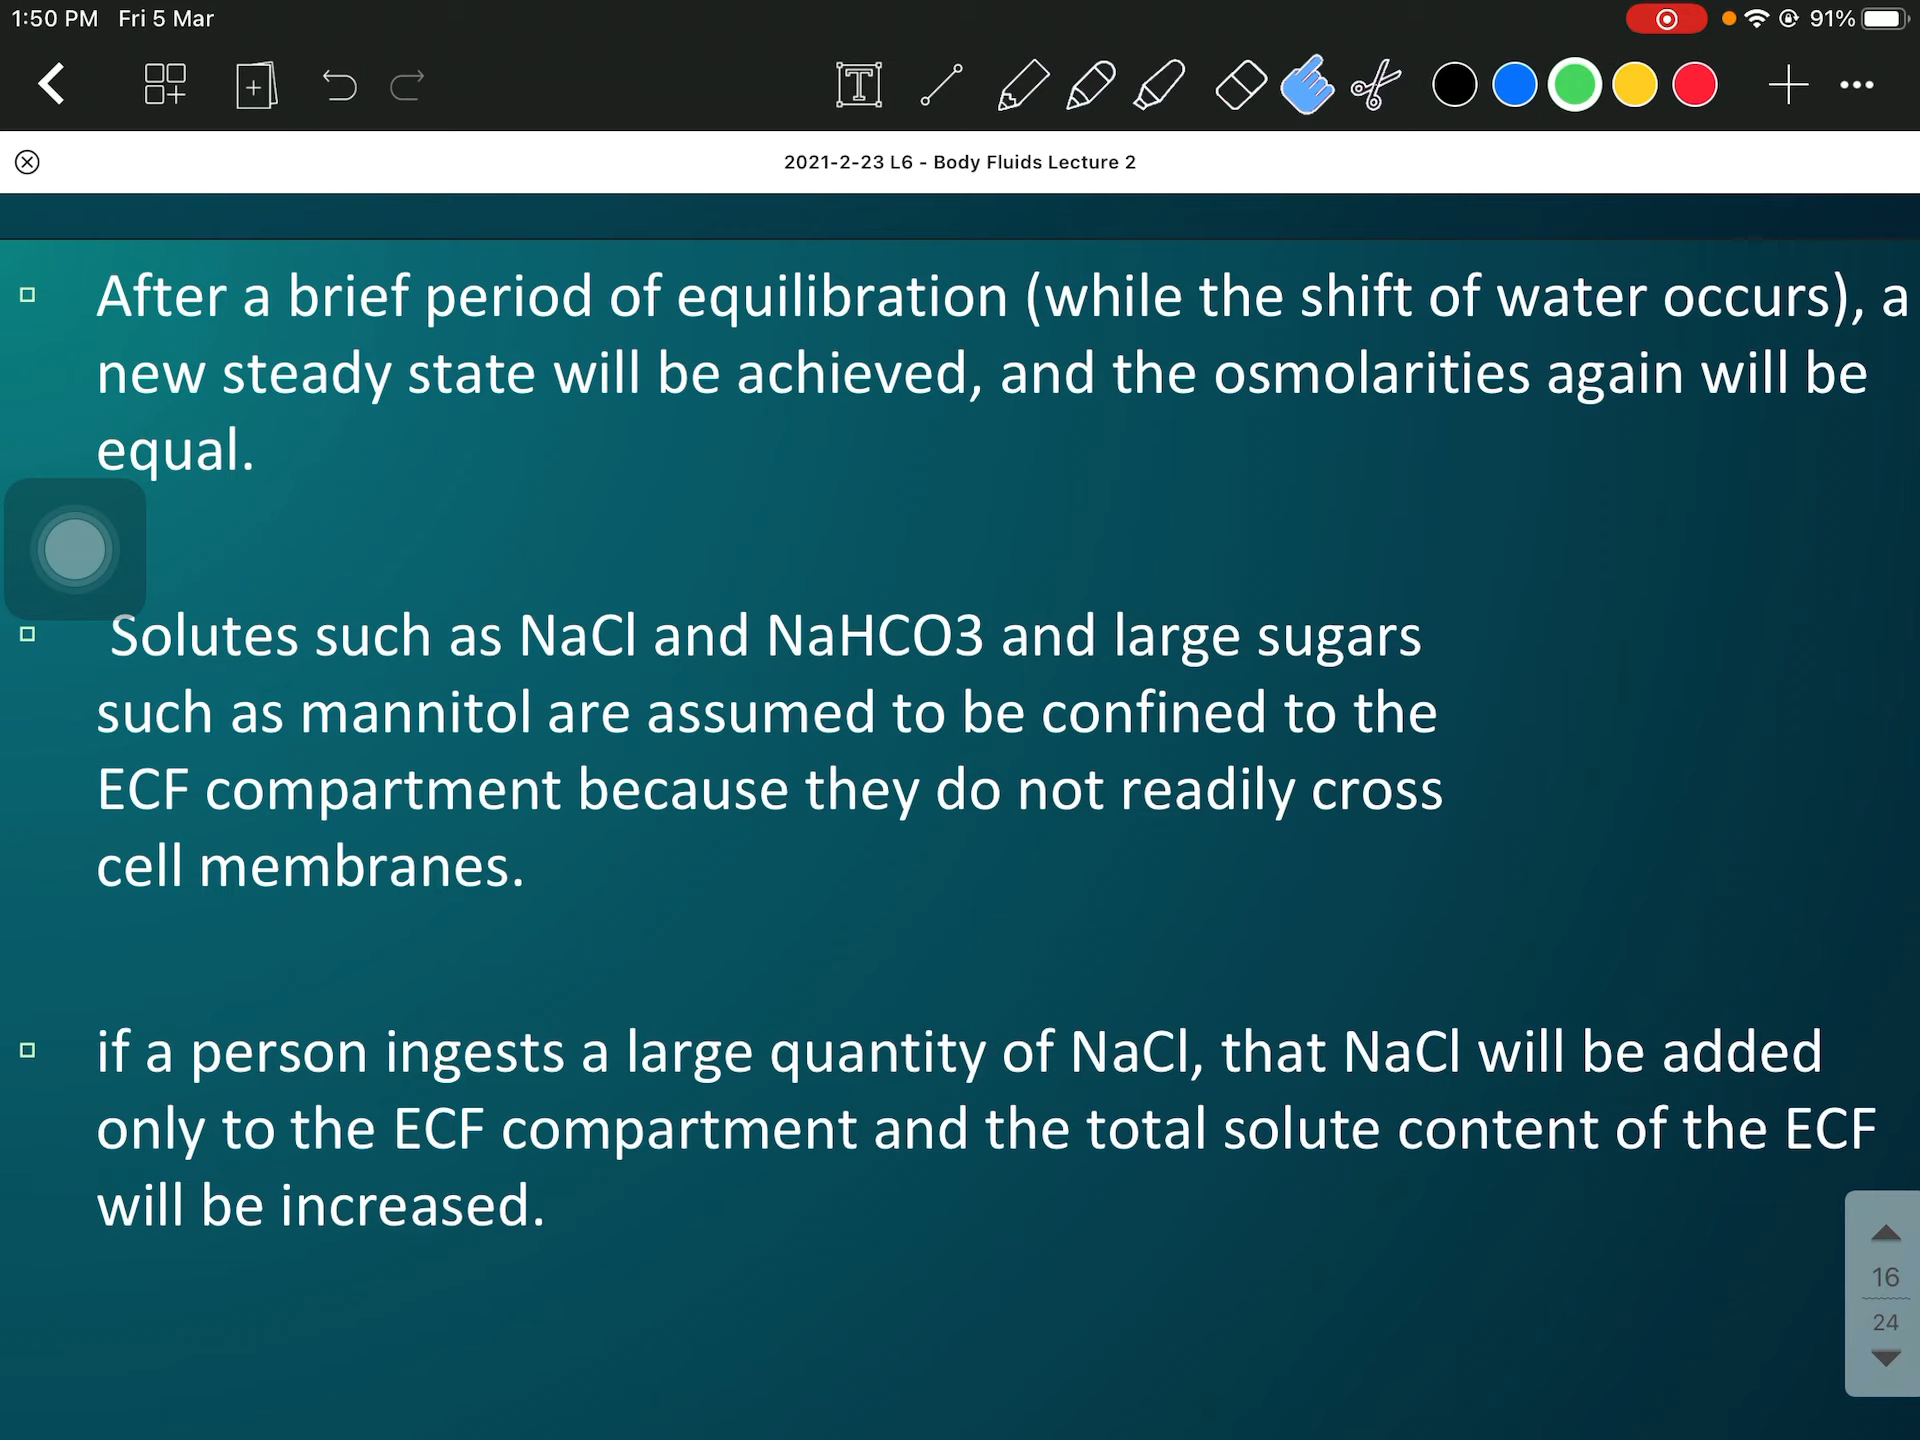 1:50 PM Fri 5 Mar
91%
T
2021-2-23 L6 - Body Fluids Lecture 2
After a brief period of equilibration (while the shift of water occurs), a
new steady state will be achieved, and the osmolarities again will be
equal.
Solutes such as NaCl and NaHCO3 and large sugars
such as mannitol are assumed to be confined to the
ECF compartment because they do not readily cross
cell membranes.
if a person ingests a large quantity of NaCl, that NaCl will be added
only to the ECF compartment and the total solute content of the ECF
will be increased.
16
24